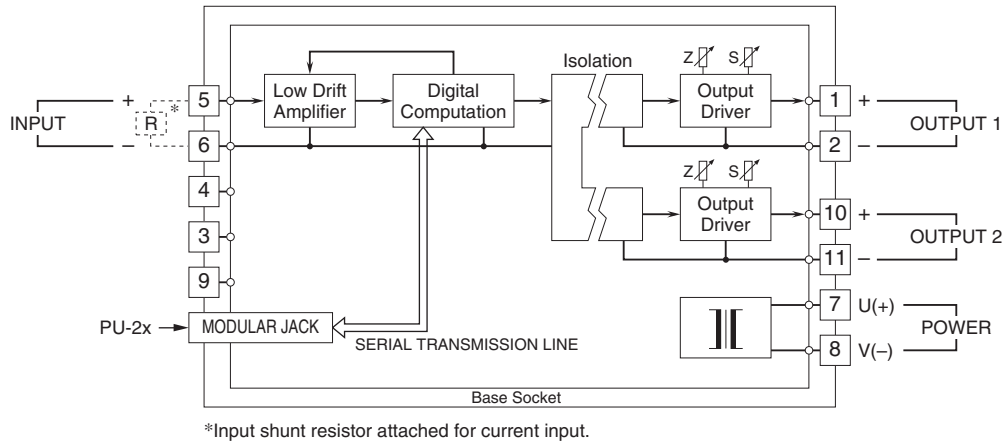 Isolation
Z S
Low Drift
Amplifier
Digital
Computation
Output
Driver
INPUT
+
5
*
R
–
6
4
3
9
1 +
OUTPUT 1
2 –
Z S
Output
Driver
10 +
OUTPUT 2
11 –
7 U(+)
POWER
8 V(–)
PU-2x
MODULAR JACK
SERIAL TRANSMISSION LINE
Base Socket
*Input shunt resistor attached for current input.